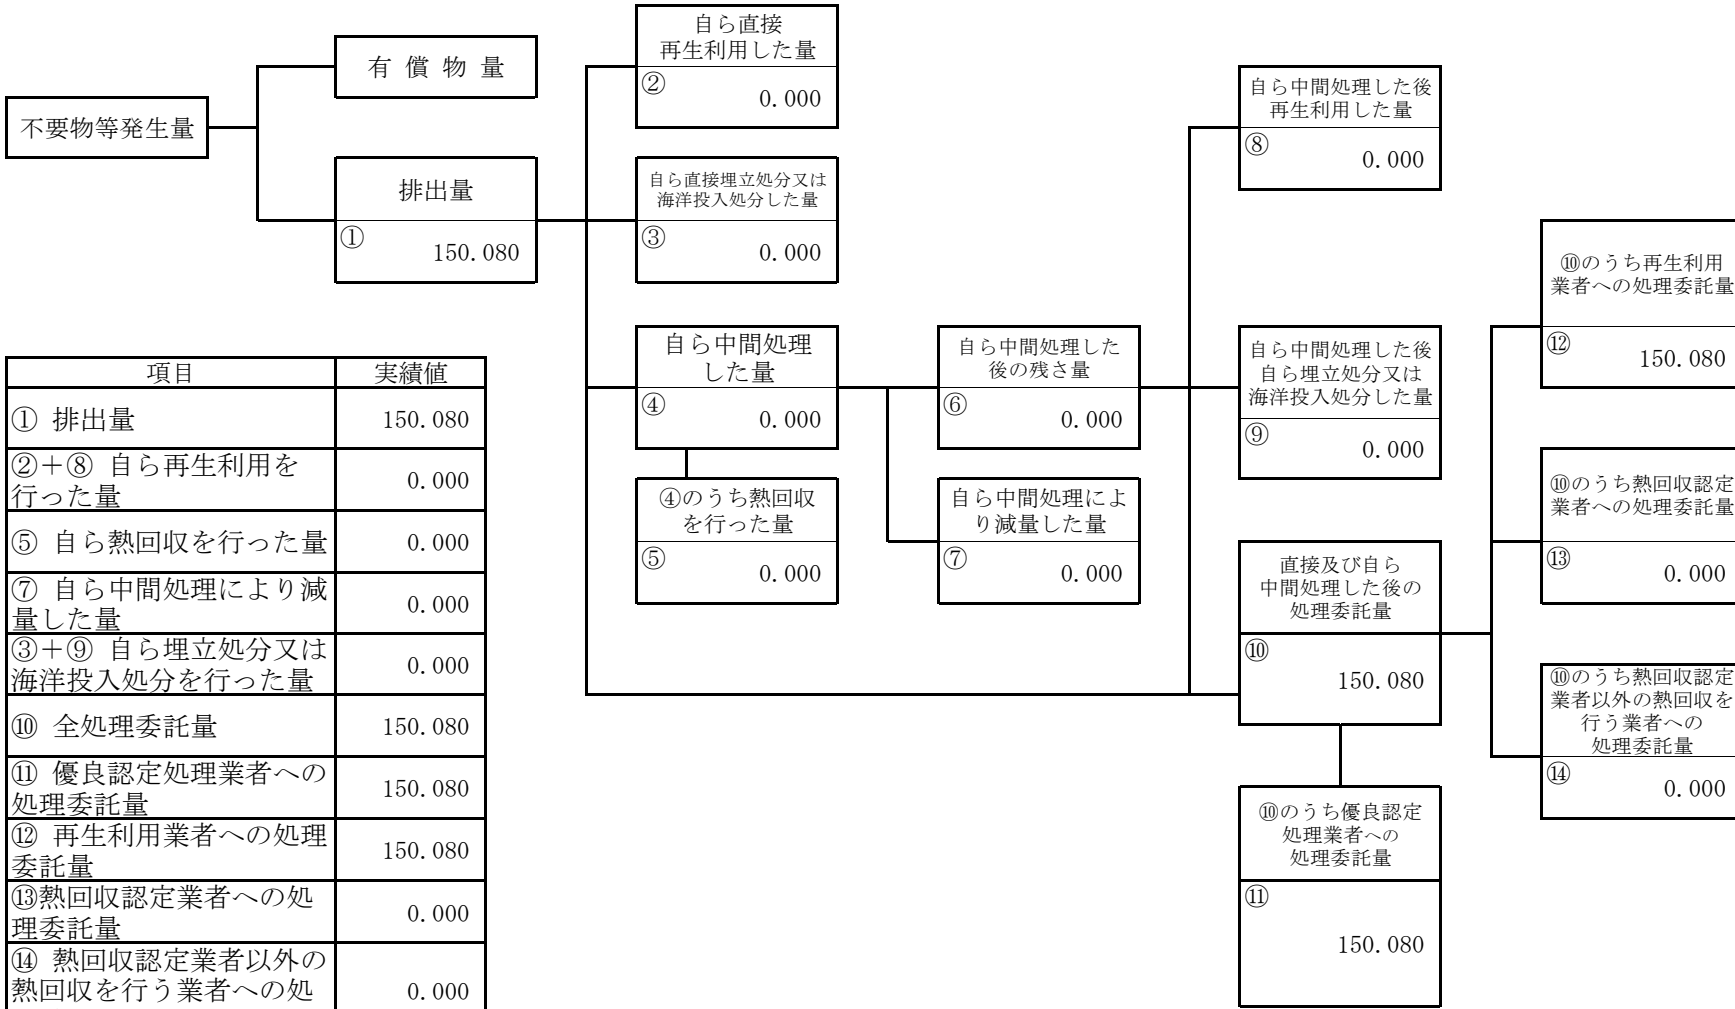 不要物等発生量
有 償 物 量
排出量
①
150.080
自ら直接
再生利用した量
②
0.000
自ら直接埋立処分又は
海洋投入処分した量
③
0.000
自ら中間処理
した量
④
0.000
④のうち熱回収
を行った量
⑤
0.000
自ら中間処理した
後の残さ量
⑥
0.000
自ら中間処理によ
り減量した量
⑦
0.000
自ら中間処理した後
再生利用した量
⑧
0.000
自ら中間処理した後
自ら埋立処分又は
海洋投入処分した量
⑨
0.000
直接及び自ら
中間処理した後の
処理委託量
⑩
150.080
⑩のうち優良認定
処理業者への
処理委託量
⑪
150.080
⑩のうち再生利用
業者への処理委託量
⑫
150.080
⑩のうち熱回収認定
業者への処理委託量
⑬
0.000
⑩のうち熱回収認定
業者以外の熱回収を
行う業者への
処理委託量
⑭
0.000
項目 実績値
① 排出量 150.080
②＋⑧ 自ら再生利用を
行った量 0.000
⑤ 自ら熱回収を行った量 0.000
⑦ 自ら中間処理により減
量した量 0.000
③＋⑨ 自ら埋立処分又は
海洋投入処分を行った量 0.000
⑩ 全処理委託量 150.080
⑪ 優良認定処理業者への
処理委託量 150.080
⑫ 再生利用業者への処理
委託量 150.080
⑬熱回収認定業者への処
理委託量 0.000
⑭ 熱回収認定業者以外の
熱回収を行う業者への処 0.000